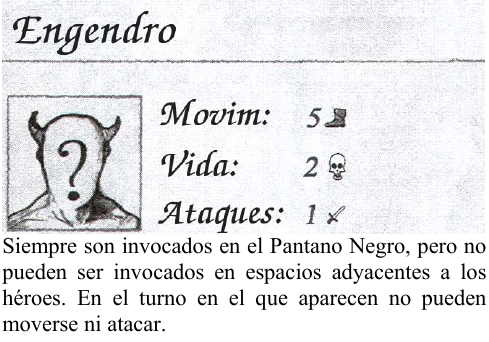 Engendro
?
Movim: 5
Vida: 2
Ataques: 1
Siempre son invocados en el Pantano Negro, pero no
pueden ser invocados en espacios adyacentes a los
héroes. En el turno en el que aparecen no pueden
moverse ni atacar.